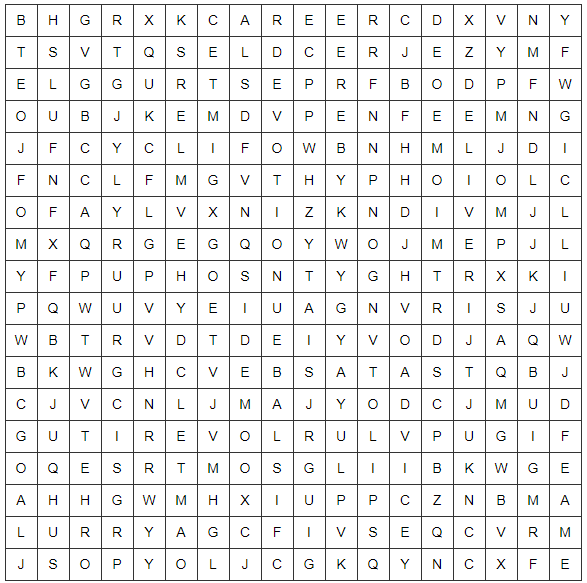 B H G R X K C A R E E R C D X V N Y
T S V T Q S E L D C E R J E Z Y M F
E L G G U R T S E P R F B O D P F W
O U B J K E M D V P E N F E E M N G
J F C Y C L I F O W B N H M L J D I
F N C L F M G V T H Y P H O I O L C
O F A Y L V X N I Z K N D I V M J L
M X Q R G E G Q O Y W O J M E P J L
Y F P U P H O S N T Y G H T R X K I
P Q W U V Y E I U A G N V R I S J U
W B T R V D T D E I Y V O D J A Q W
B K W G H C V E B S A T A S T Q B J
C J V C N L J M A J Y O D C J M U D
G U T I R E V O L R U L V P U G I F
O Q E S R T M O S G L I I B K W G E
A H H G W M H X I U P P C Z N B M A
L U R R Y A G C F I V S E Q C V R M
J S O P Y O L J C G K Q Y N C X F E